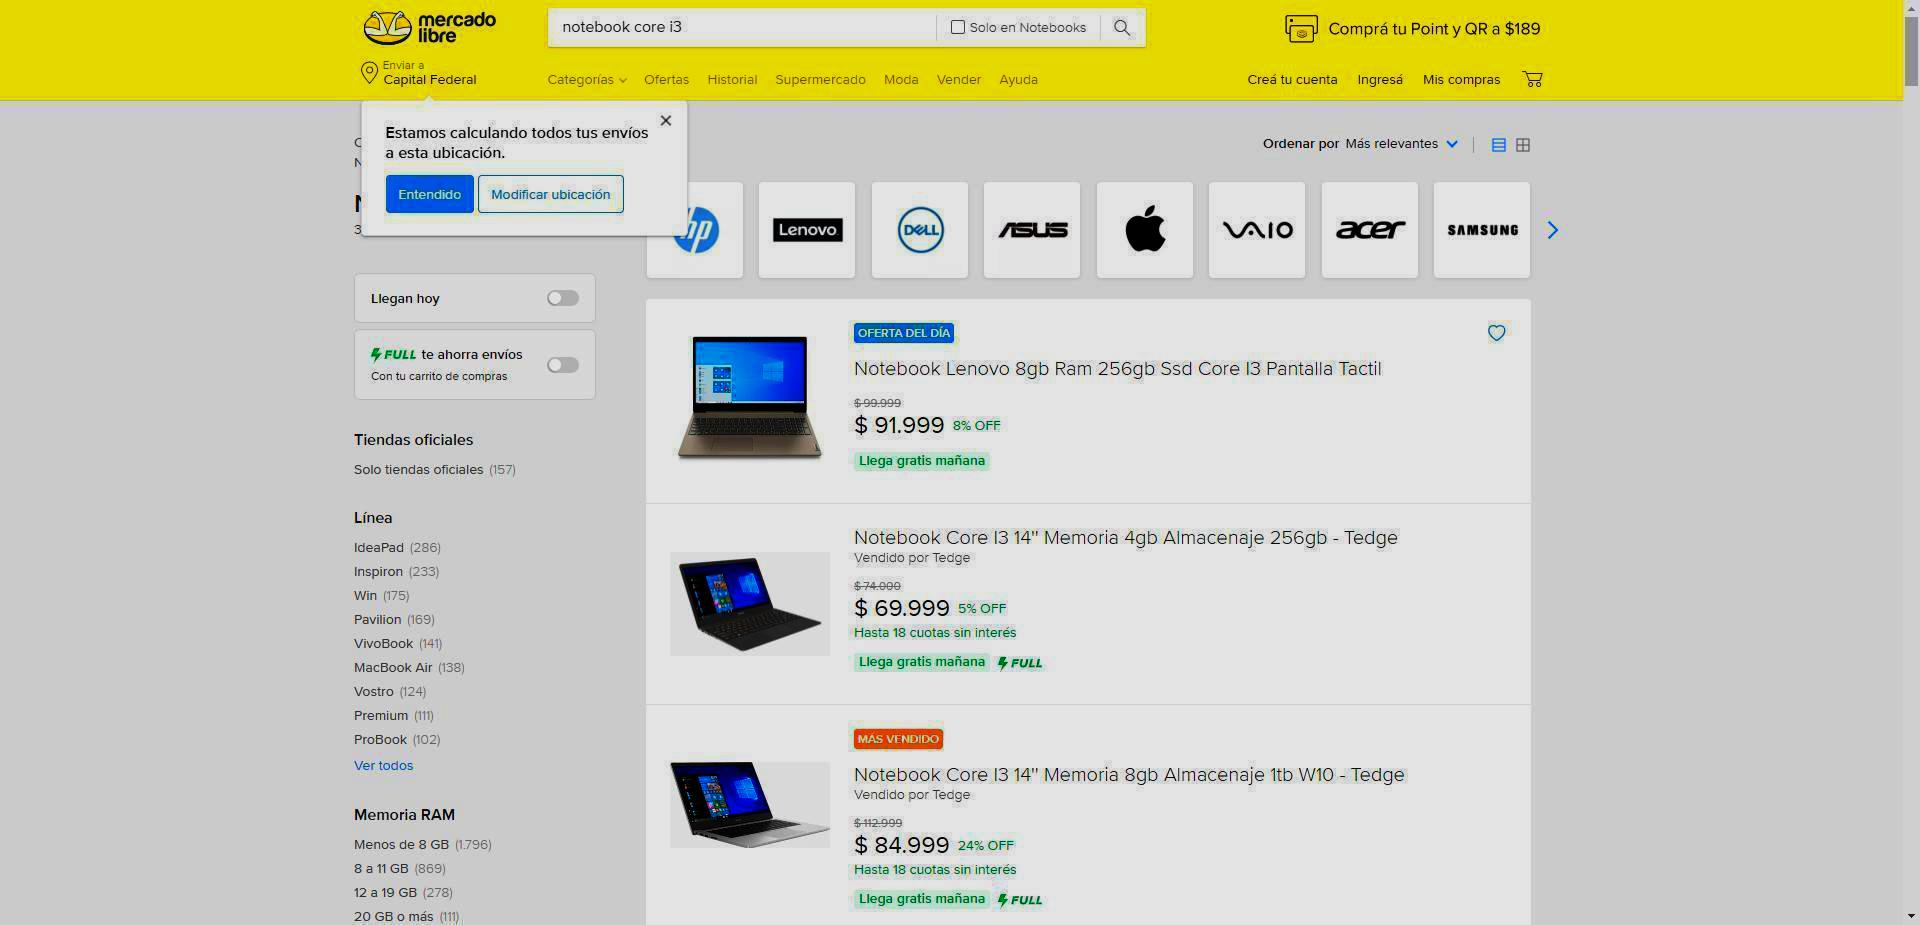 mercado
libre
notebook core i3
Solo en Notebooks
Comprá tu Point y QR a $189
Enviar a
Capital Federal
Categorías
Ofertas
Historial
Supermercado
Moda
Vender
Ayuda
Creá tu cuenta
Ingresá
Mis compras
Estamos calculando todos tus envíos
a esta ubicación.
Entendido
Modificar ubicación
Ordenar por Más relevantes
hp
Lenovo
DELL
ASUS
VAIO
acer
SAMSUNG
Llegan hoy
FULL te ahorra envíos
Con tu carrito de compras
Tiendas oficiales
Solo tiendas oficiales (157)
Línea
IdeaPad (286)
Inspiron (233)
Win (175)
Pavilion (169)
VivoBook (141)
MacBook Air (138)
Vostro (124)
Premium (111)
ProBook (102)
Ver todos
Memoria RAM
Menos de 8 GB (1.796)
8 a 11 GB (869)
12 a 19 GB (278)
20 GB o más (111)
OFERTA DEL DÍA
Notebook Lenovo 8gb Ram 256gb Ssd Core I3 Pantalla Tactil
$ 99.999
$ 91.999 8% OFF
Llega gratis mañana
Notebook Core I3 14" Memoria 4gb Almacenaje 256gb - Tedge
Vendido por Tedge
$ 74.000
$ 69.999 5% OFF
Hasta 18 cuotas sin interés
Llega gratis mañana FULL
MÁS VENDIDO
Notebook Core I3 14" Memoria 8gb Almacenaje 1tb W10 - Tedge
Vendido por Tedge
$ 112.999
$ 84.999 24% OFF
Hasta 18 cuotas sin interés
Llega gratis mañana FULL